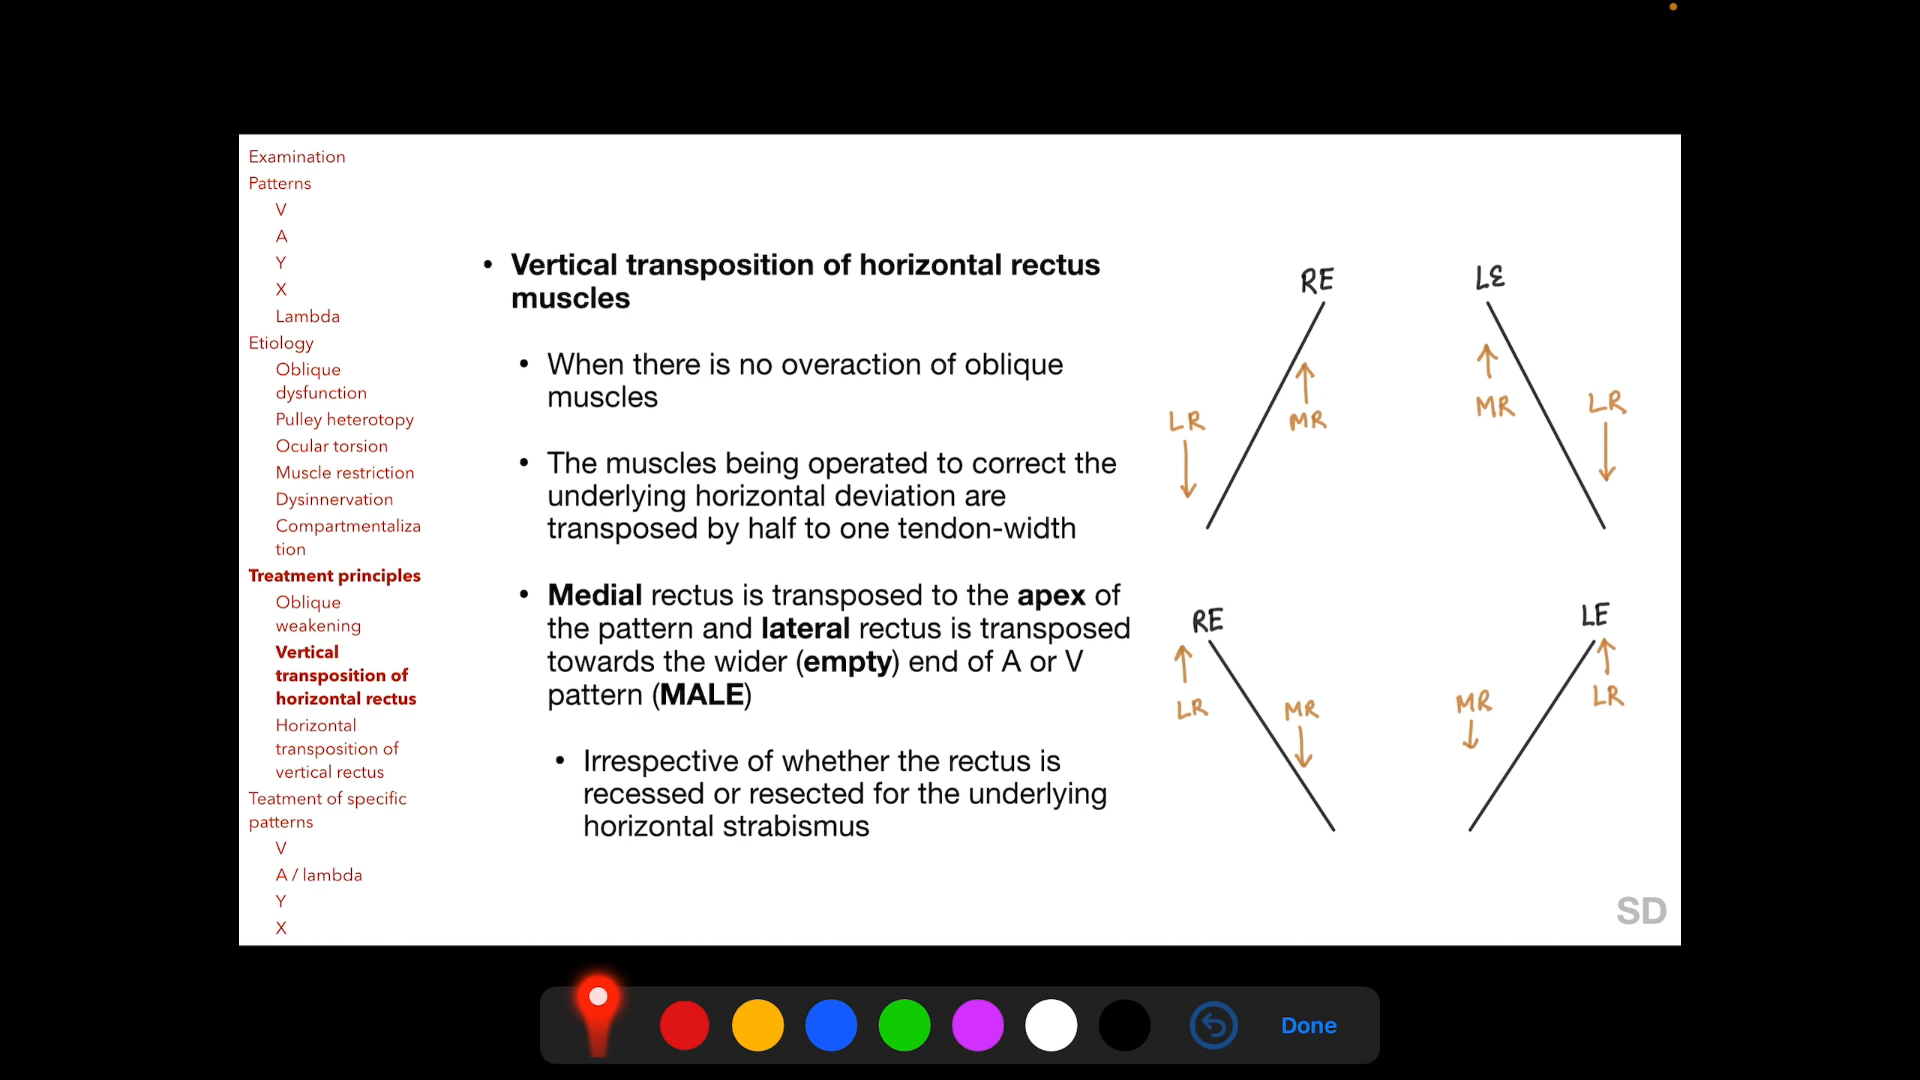 Examination
Patterns
V
A
Y
X
Lambda
Etiology
Oblique
dysfunction
Pulley heterotopy
Ocular torsion
Muscle restriction
Dysinnervation
Compartmentaliza
tion
Treatment principles
Oblique
weakening
Vertical
transposition of
horizontal rectus
Horizontal
transposition of
vertical rectus
Teatment of specific
patterns
V
A / lambda
Y
X
• Vertical transposition of horizontal rectus
muscles
• When there is no overaction of oblique
muscles
• The muscles being operated to correct the
underlying horizontal deviation are
transposed by half to one tendon-width
• Medial rectus is transposed to the apex of
the pattern and lateral rectus is transposed
towards the wider (empty) end of A or V
pattern (MALE)
• Irrespective of whether the rectus is
recessed or resected for the underlying
horizontal strabismus
RE LE
LR MR MR LR
RE LE
LR MR MR LR
SD
Done